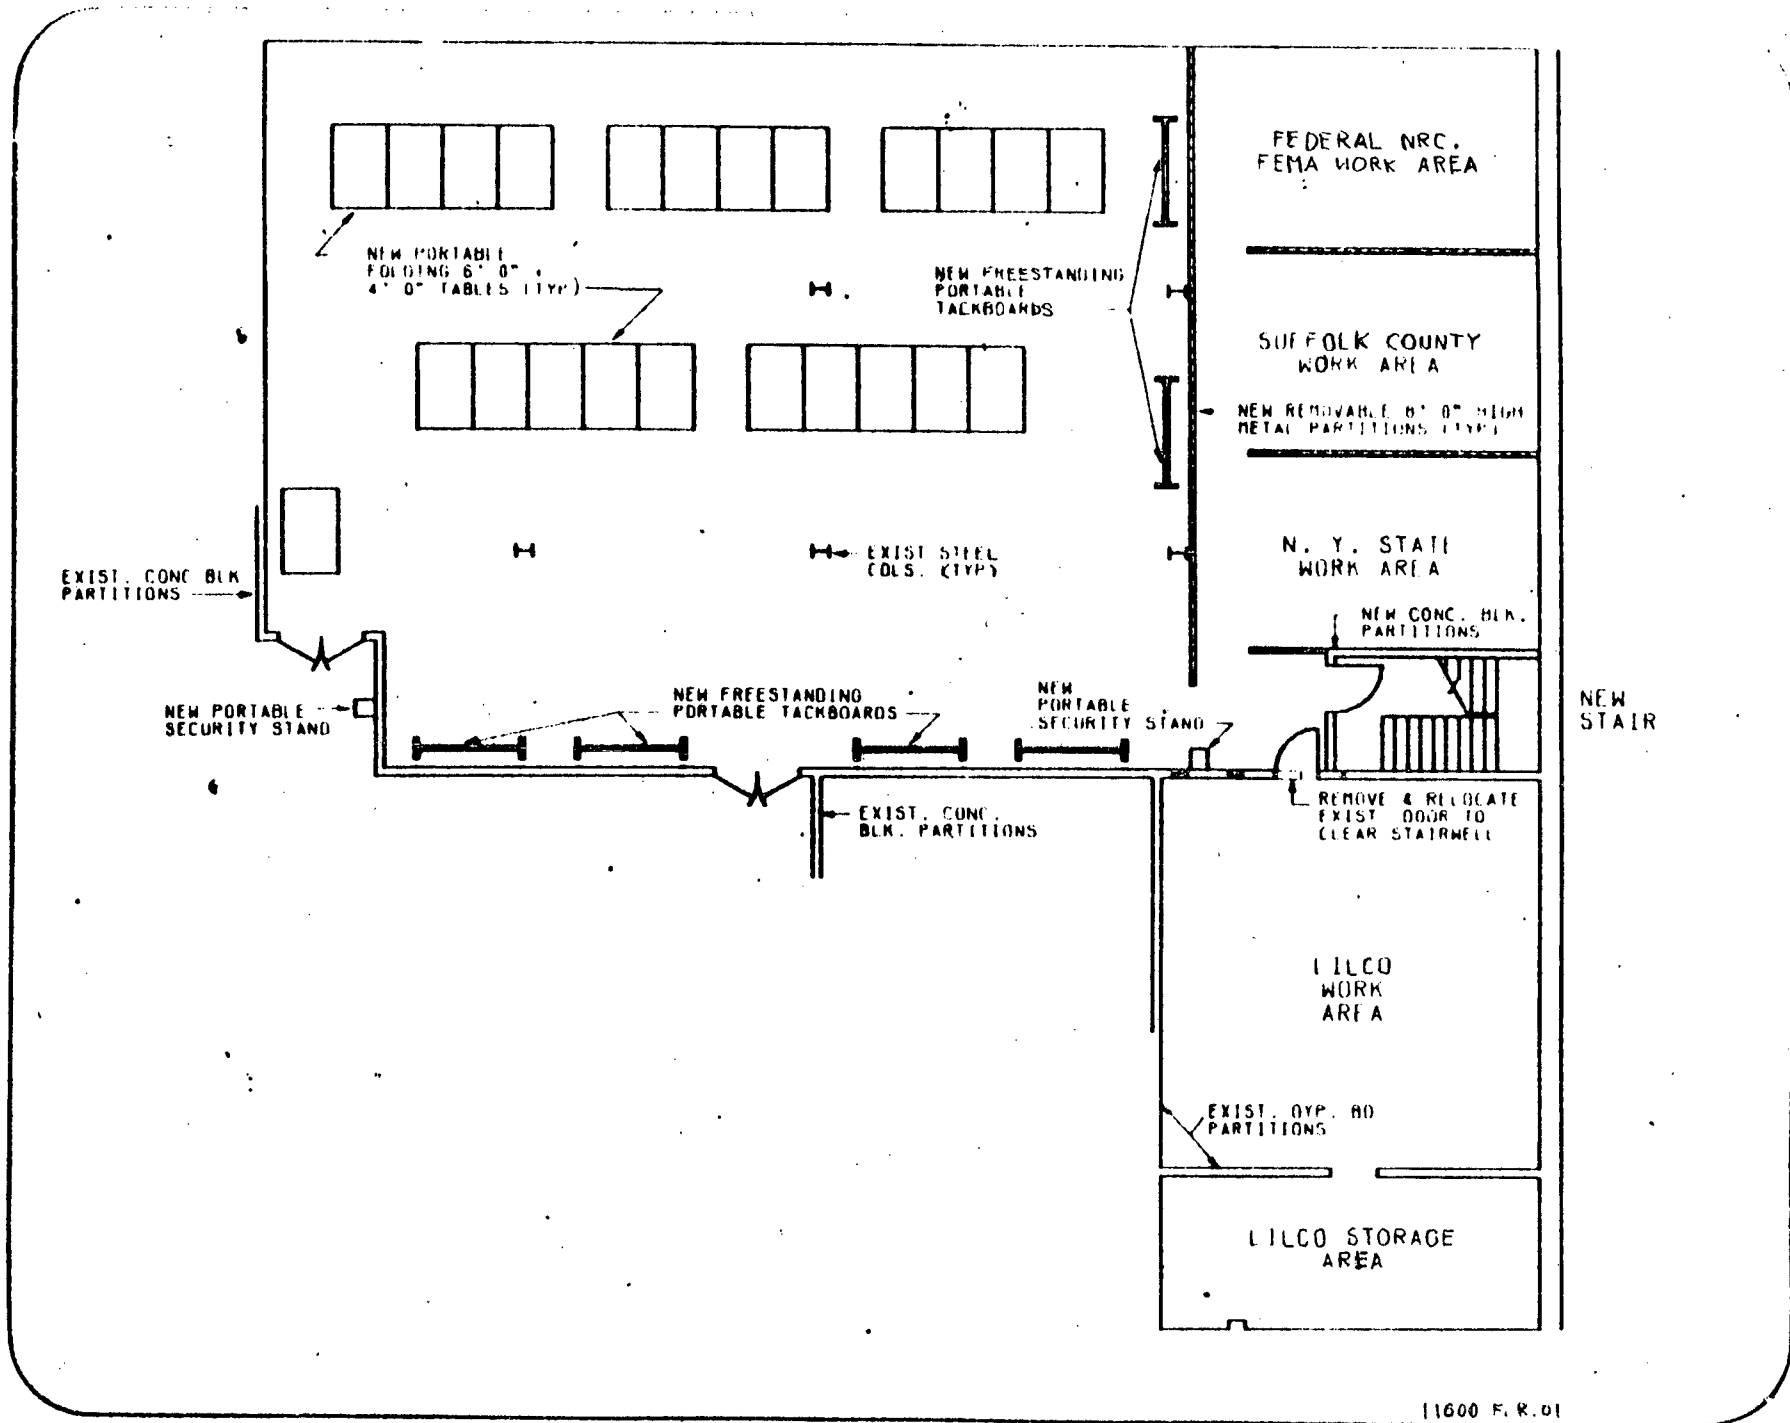 FEDERAL NRC.
FEMA WORK AREA
NEW PORTABLE
FOLDING 6' 0" x
4' 0" TABLES (TYP)
NEW FREESTANDING
PORTABLE
TACKBOARDS
SUFFOLK COUNTY
WORK AREA
NEW REMOVABLE 8' 0" HIGH
METAL PARTITIONS (TYP)
EXIST. CONC BLK
PARTITIONS
EXIST STEEL
COLS. (TYP)
N. Y. STATE
WORK AREA
NEW CONC. BLK.
PARTITIONS
NEW PORTABLE
SECURITY STAND
NEW FREESTANDING
PORTABLE TACKBOARDS
NEW
PORTABLE
SECURITY STAND
NEW
STAIR
EXIST. CONC.
BLK. PARTITIONS
REMOVE & RELOCATE
EXIST DOOR TO
CLEAR STAIRWELL
LILCO
WORK
AREA
EXIST. GYP. BD
PARTITIONS
LILCO STORAGE
AREA
11600 F.R.01